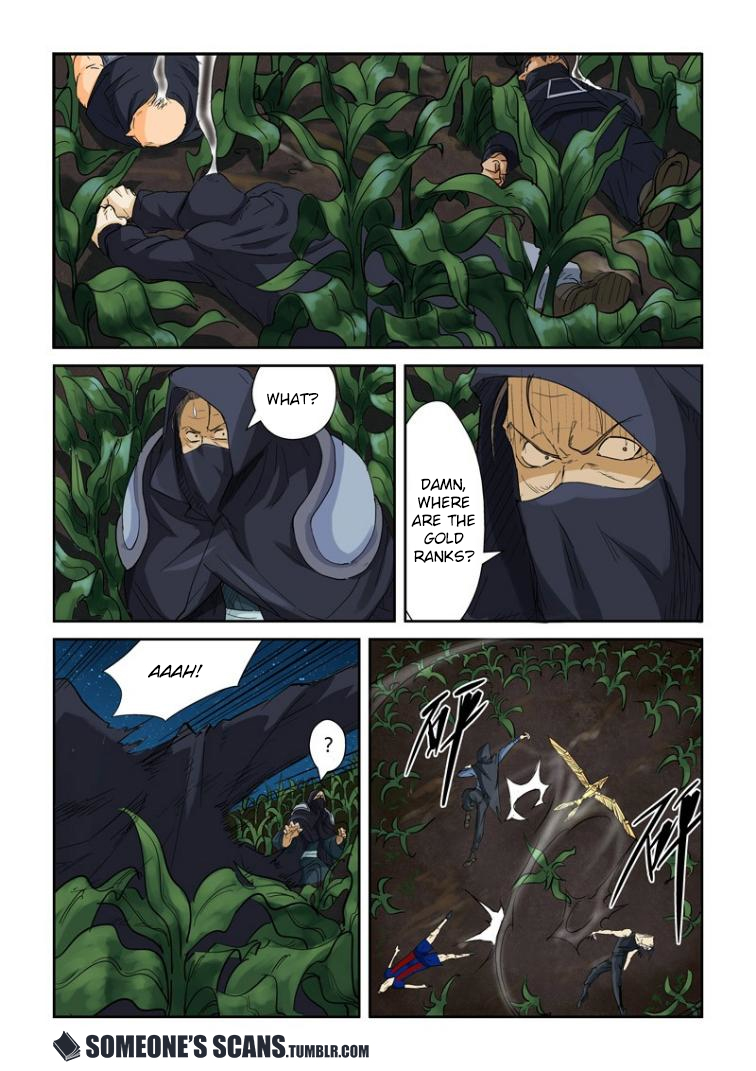 WHAT?
DAMN,
WHERE
ARE THE
GOLD
RANKS?
AAAH!
?
砰
砰
SOMEONE'S SCANS.TUMBLR.COM